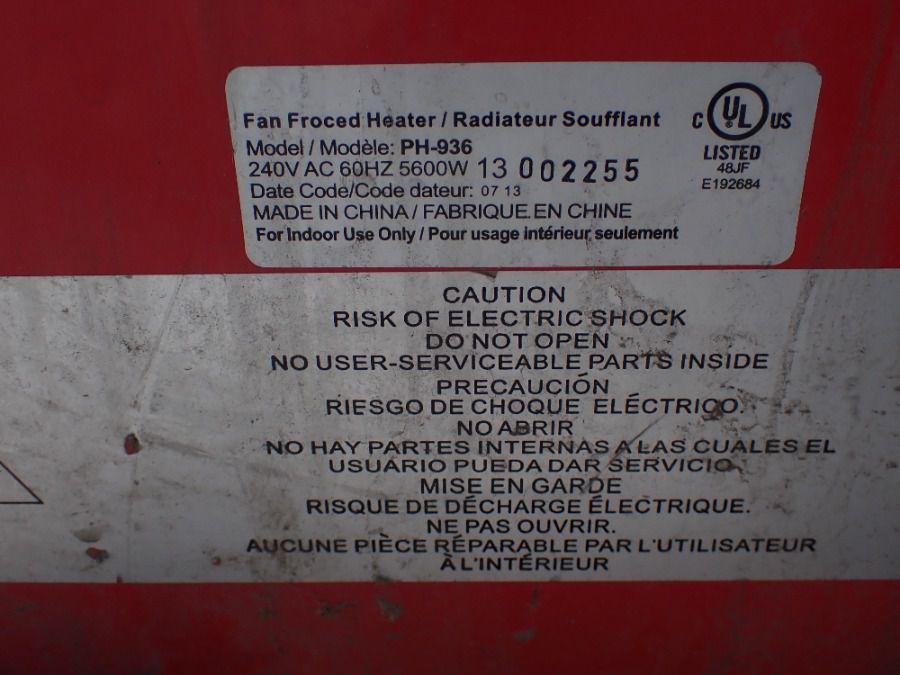 Fan Froced Heater / Radiateur Soufflant
Model / Modèle: PH-936
240V AC 60HZ 5600W 13 002255
Date Code/Code dateur: 07 13
MADE IN CHINA / FABRIQUE EN CHINE
For Indoor Use Only / Pour usage intérieur seulement
C UL US
LISTED
48JF
E192684
CAUTION
RISK OF ELECTRIC SHOCK
DO NOT OPEN
NO USER-SERVICEABLE PARTS INSIDE
PRECAUCIÓN
RIESGO DE CHOQUE ELÉCTRICO.
NO ABRIR
NO HAY PARTES INTERNAS A LAS CUALES EL
USUARIO PUEDA DAR SERVICIO
MISE EN GARDE
RISQUE DE DÉCHARGE ÉLECTRIQUE.
NE PAS OUVRIR.
AUCUNE PIÈCE RÉPARABLE PAR L'UTILISATEUR
À L'INTÉRIEUR